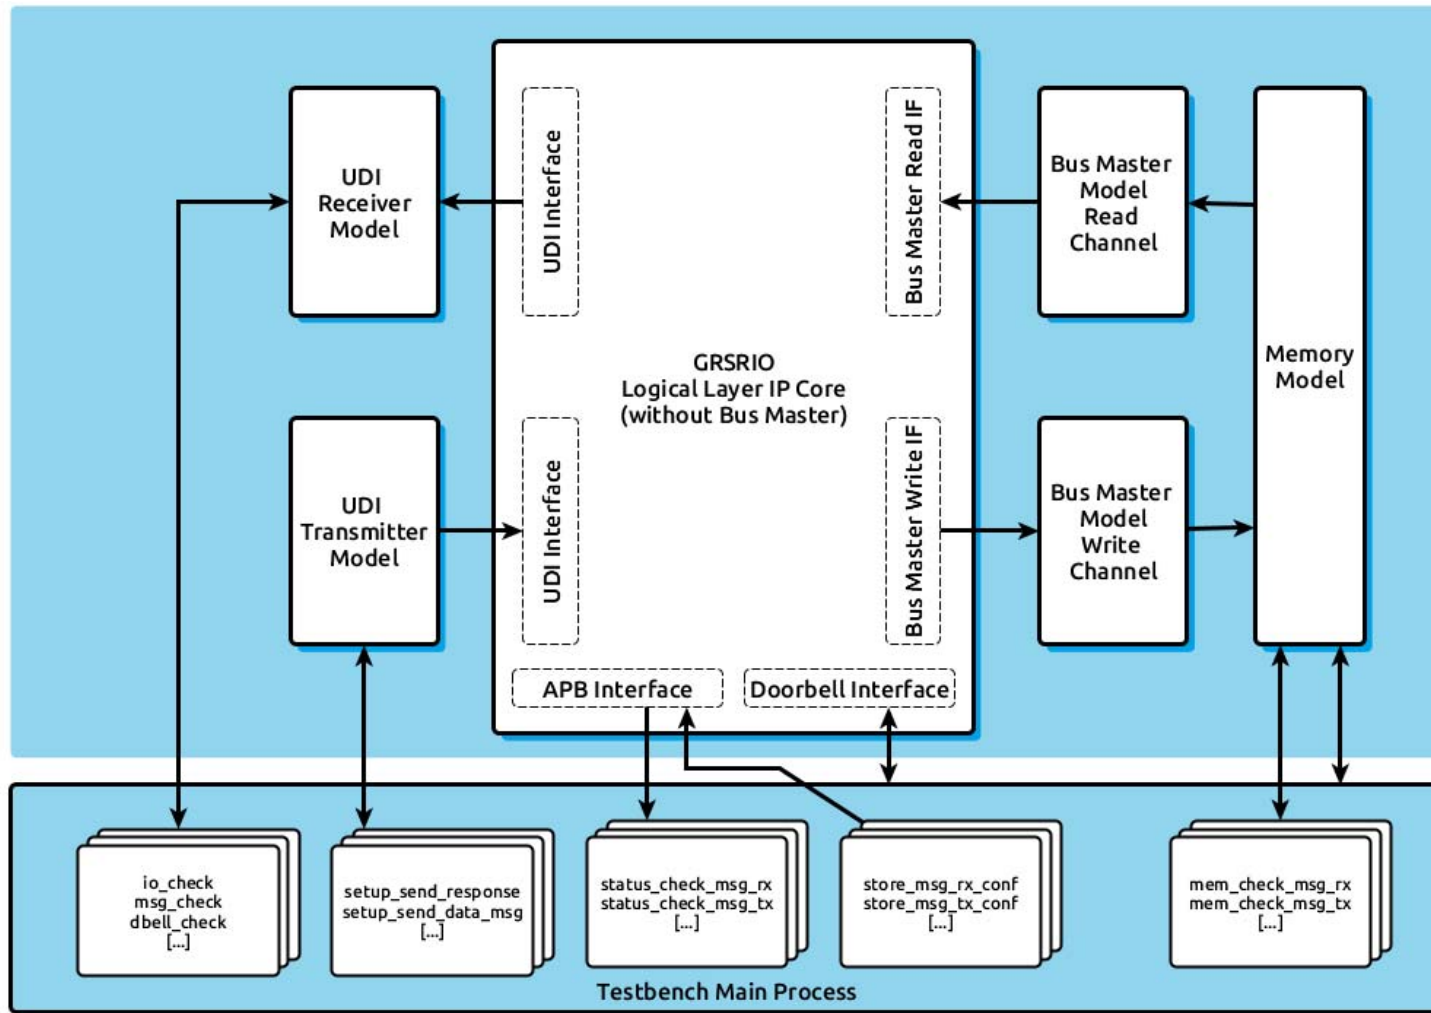 UDI
Receiver
Model
UDI Interface
Bus Master Read IF
Bus Master
Model
Read
Channel
Memory
Model
GRSRIO
Logical Layer IP Core
(without Bus Master)
UDI
Transmitter
Model
UDI Interface
Bus Master Write IF
Bus Master
Model
Write
Channel
APB Interface
Doorbell Interface
io_check
msg_check
dbell_check
[...]
setup_send_response
setup_send_data_msg
[...]
status_check_msg_rx
status_check_msg_tx
[...]
store_msg_rx_conf
store_msg_tx_conf
[...]
mem_check_msg_rx
mem_check_msg_tx
[...]
Testbench Main Process